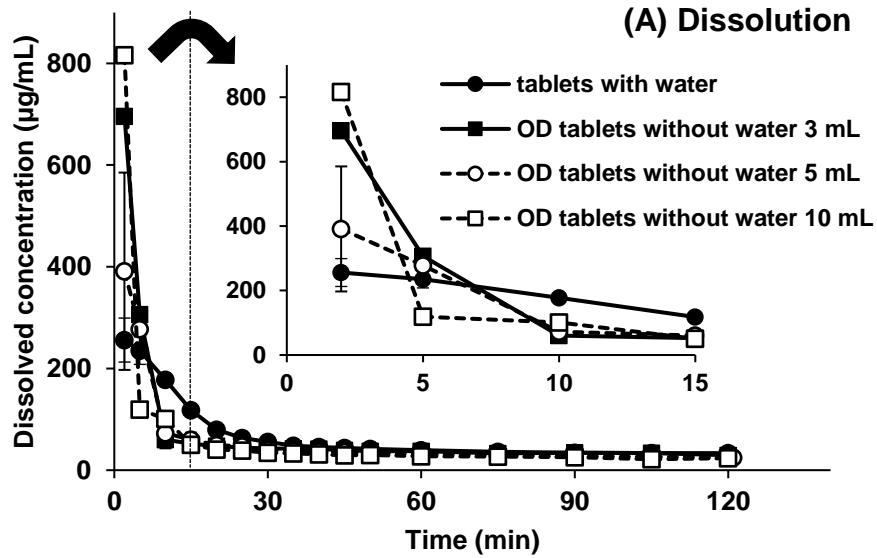 (A) Dissolution
Dissolved concentration (µg/mL)
800
600
400
200
0
0
30
60
90
120
Time (min)
800
600
400
200
0
0
5
10
15
tablets with water
OD tablets without water 3 mL
OD tablets without water 5 mL
OD tablets without water 10 mL